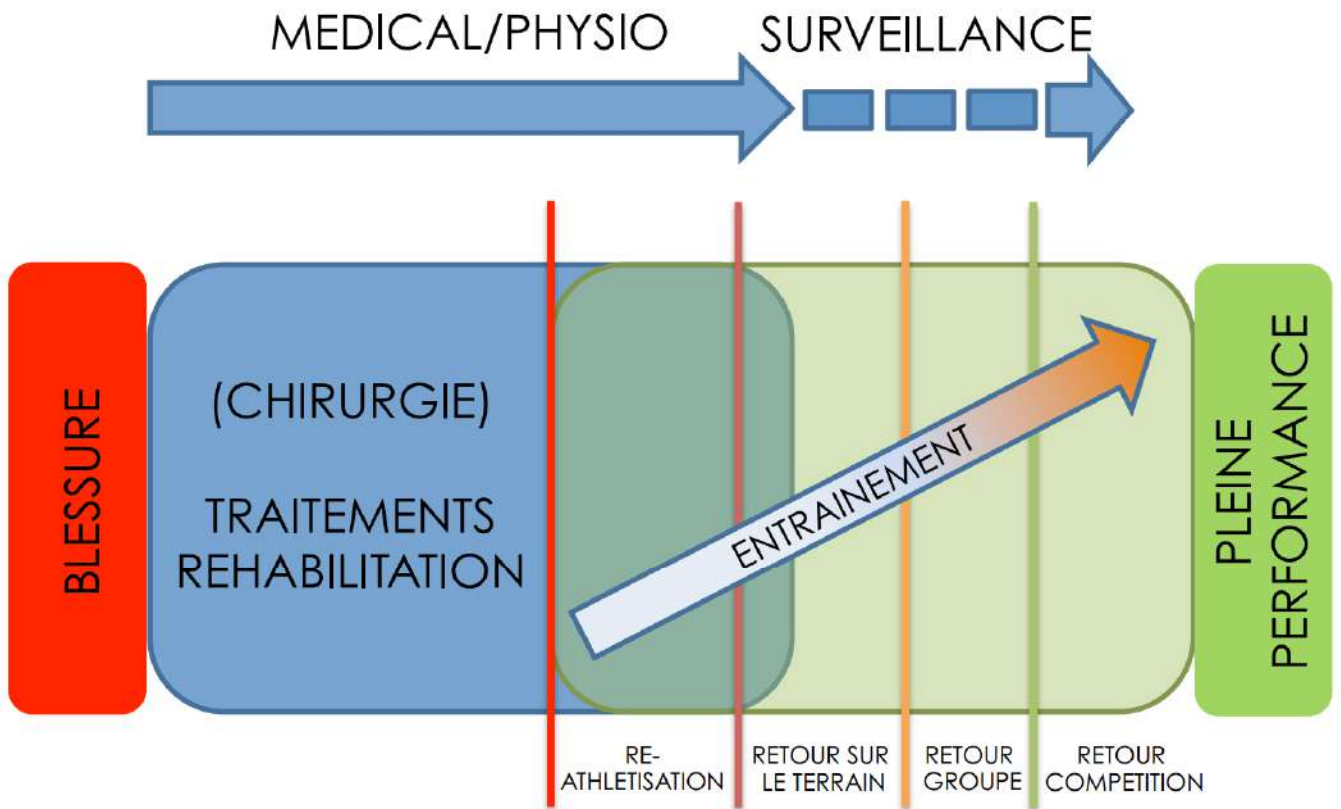 MEDICAL/PHYSIO
SURVEILLANCE
BLESSURE
(CHIRURGIE)
TRAITEMENTS
REHABILITATION
ENTRAINEMENT
PLEINE
PERFORMANCE
RE-
ATHLETISATION
RETOUR SUR
LE TERRAIN
RETOUR
GROUPE
RETOUR
COMPETITION